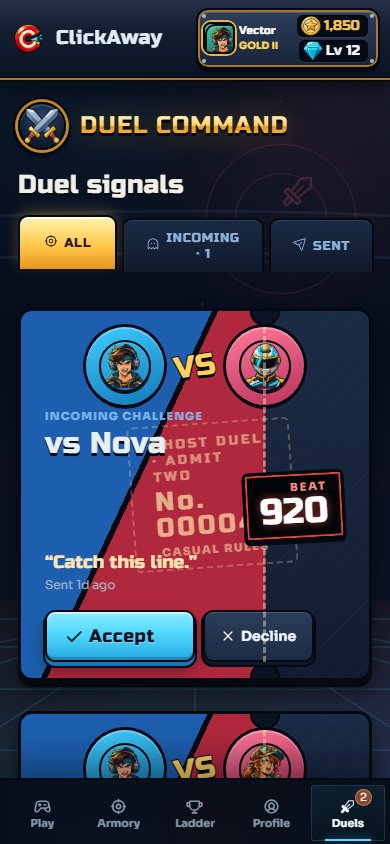 ClickAway
Vector
GOLD II
1,850
Lv 12
DUEL COMMAND
Duel signals
ALL
INCOMING
· 1
SENT
VS
INCOMING CHALLENGE
vs Nova
HOST DUEL
· ADMIT
TWO
No.
00004
CASUAL RULES
BEAT
920
“Catch this line.”
Sent 1d ago
Accept
Decline
VS
Play
Armory
Ladder
Profile
Duels
2